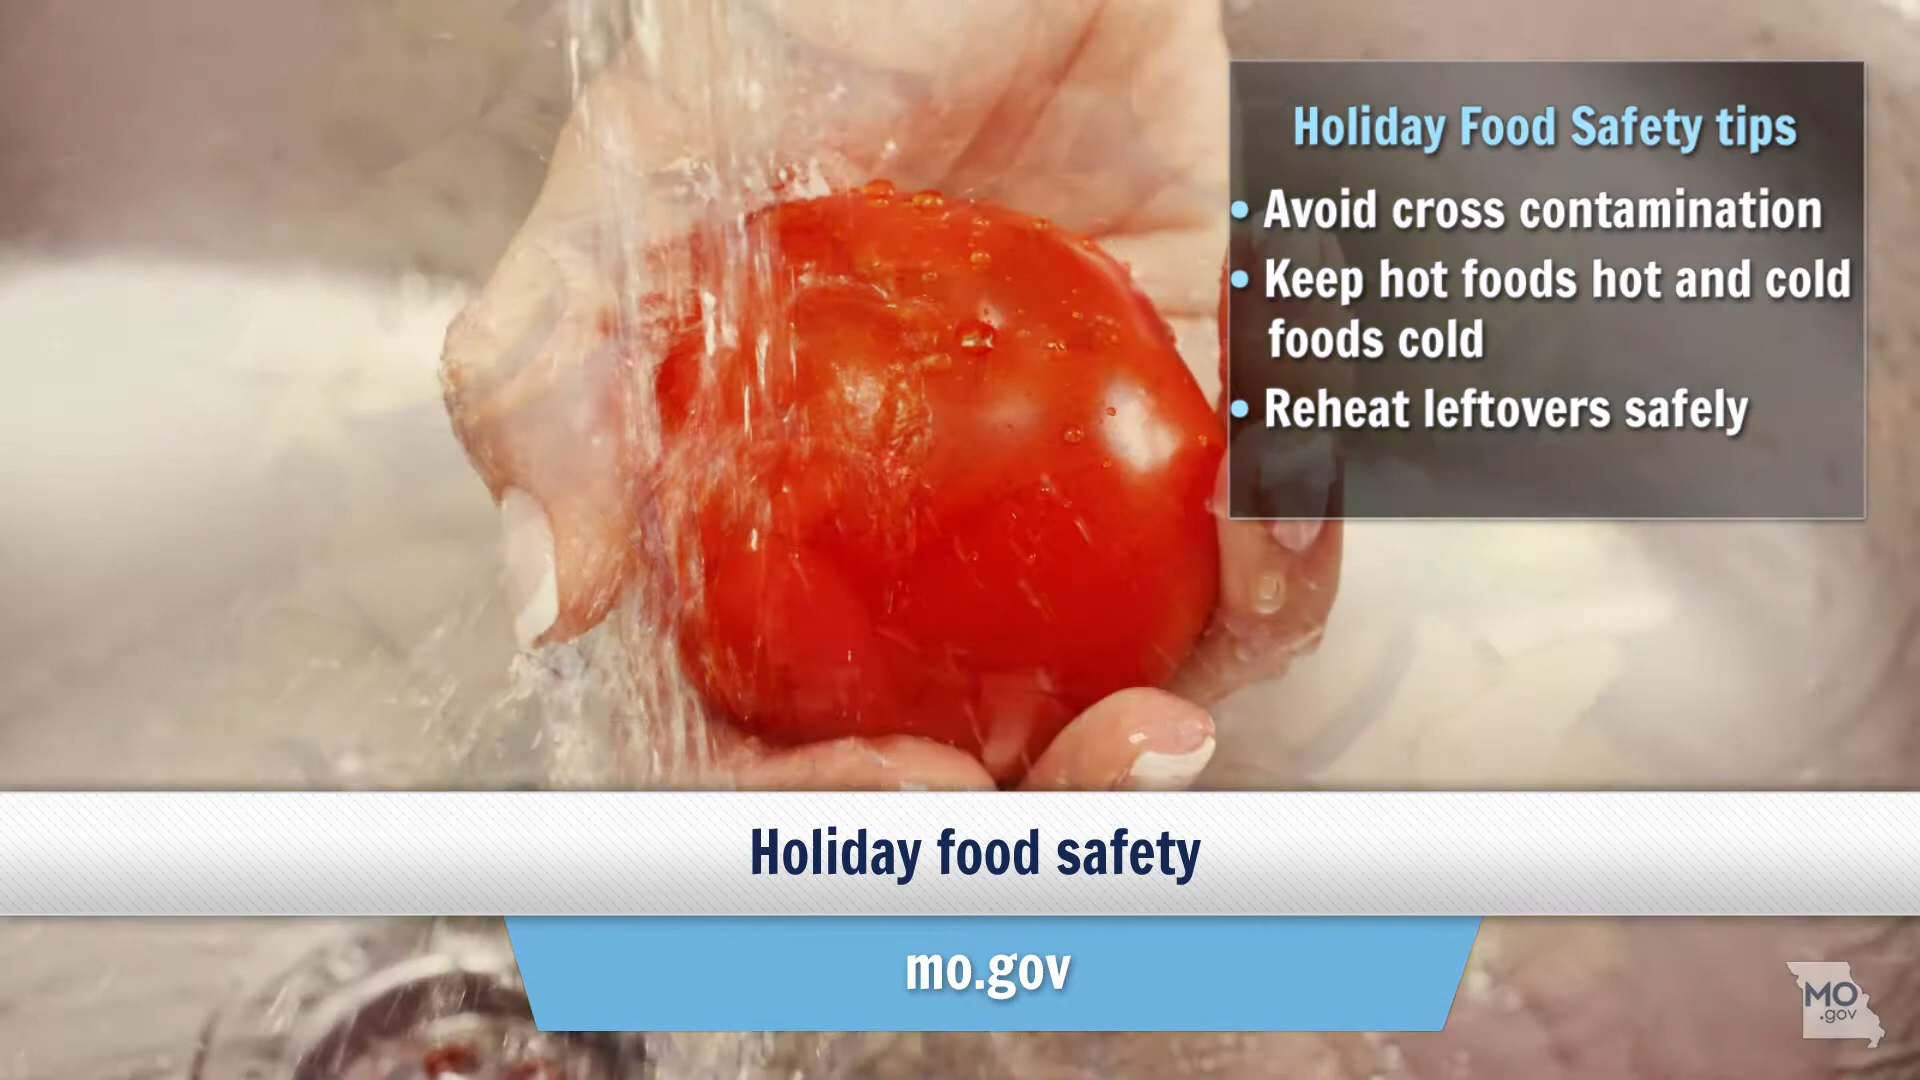 Holiday Food Safety tips
• Avoid cross contamination
• Keep hot foods hot and cold
foods cold
• Reheat leftovers safely
Holiday food safety
mo.gov
MO
.gov